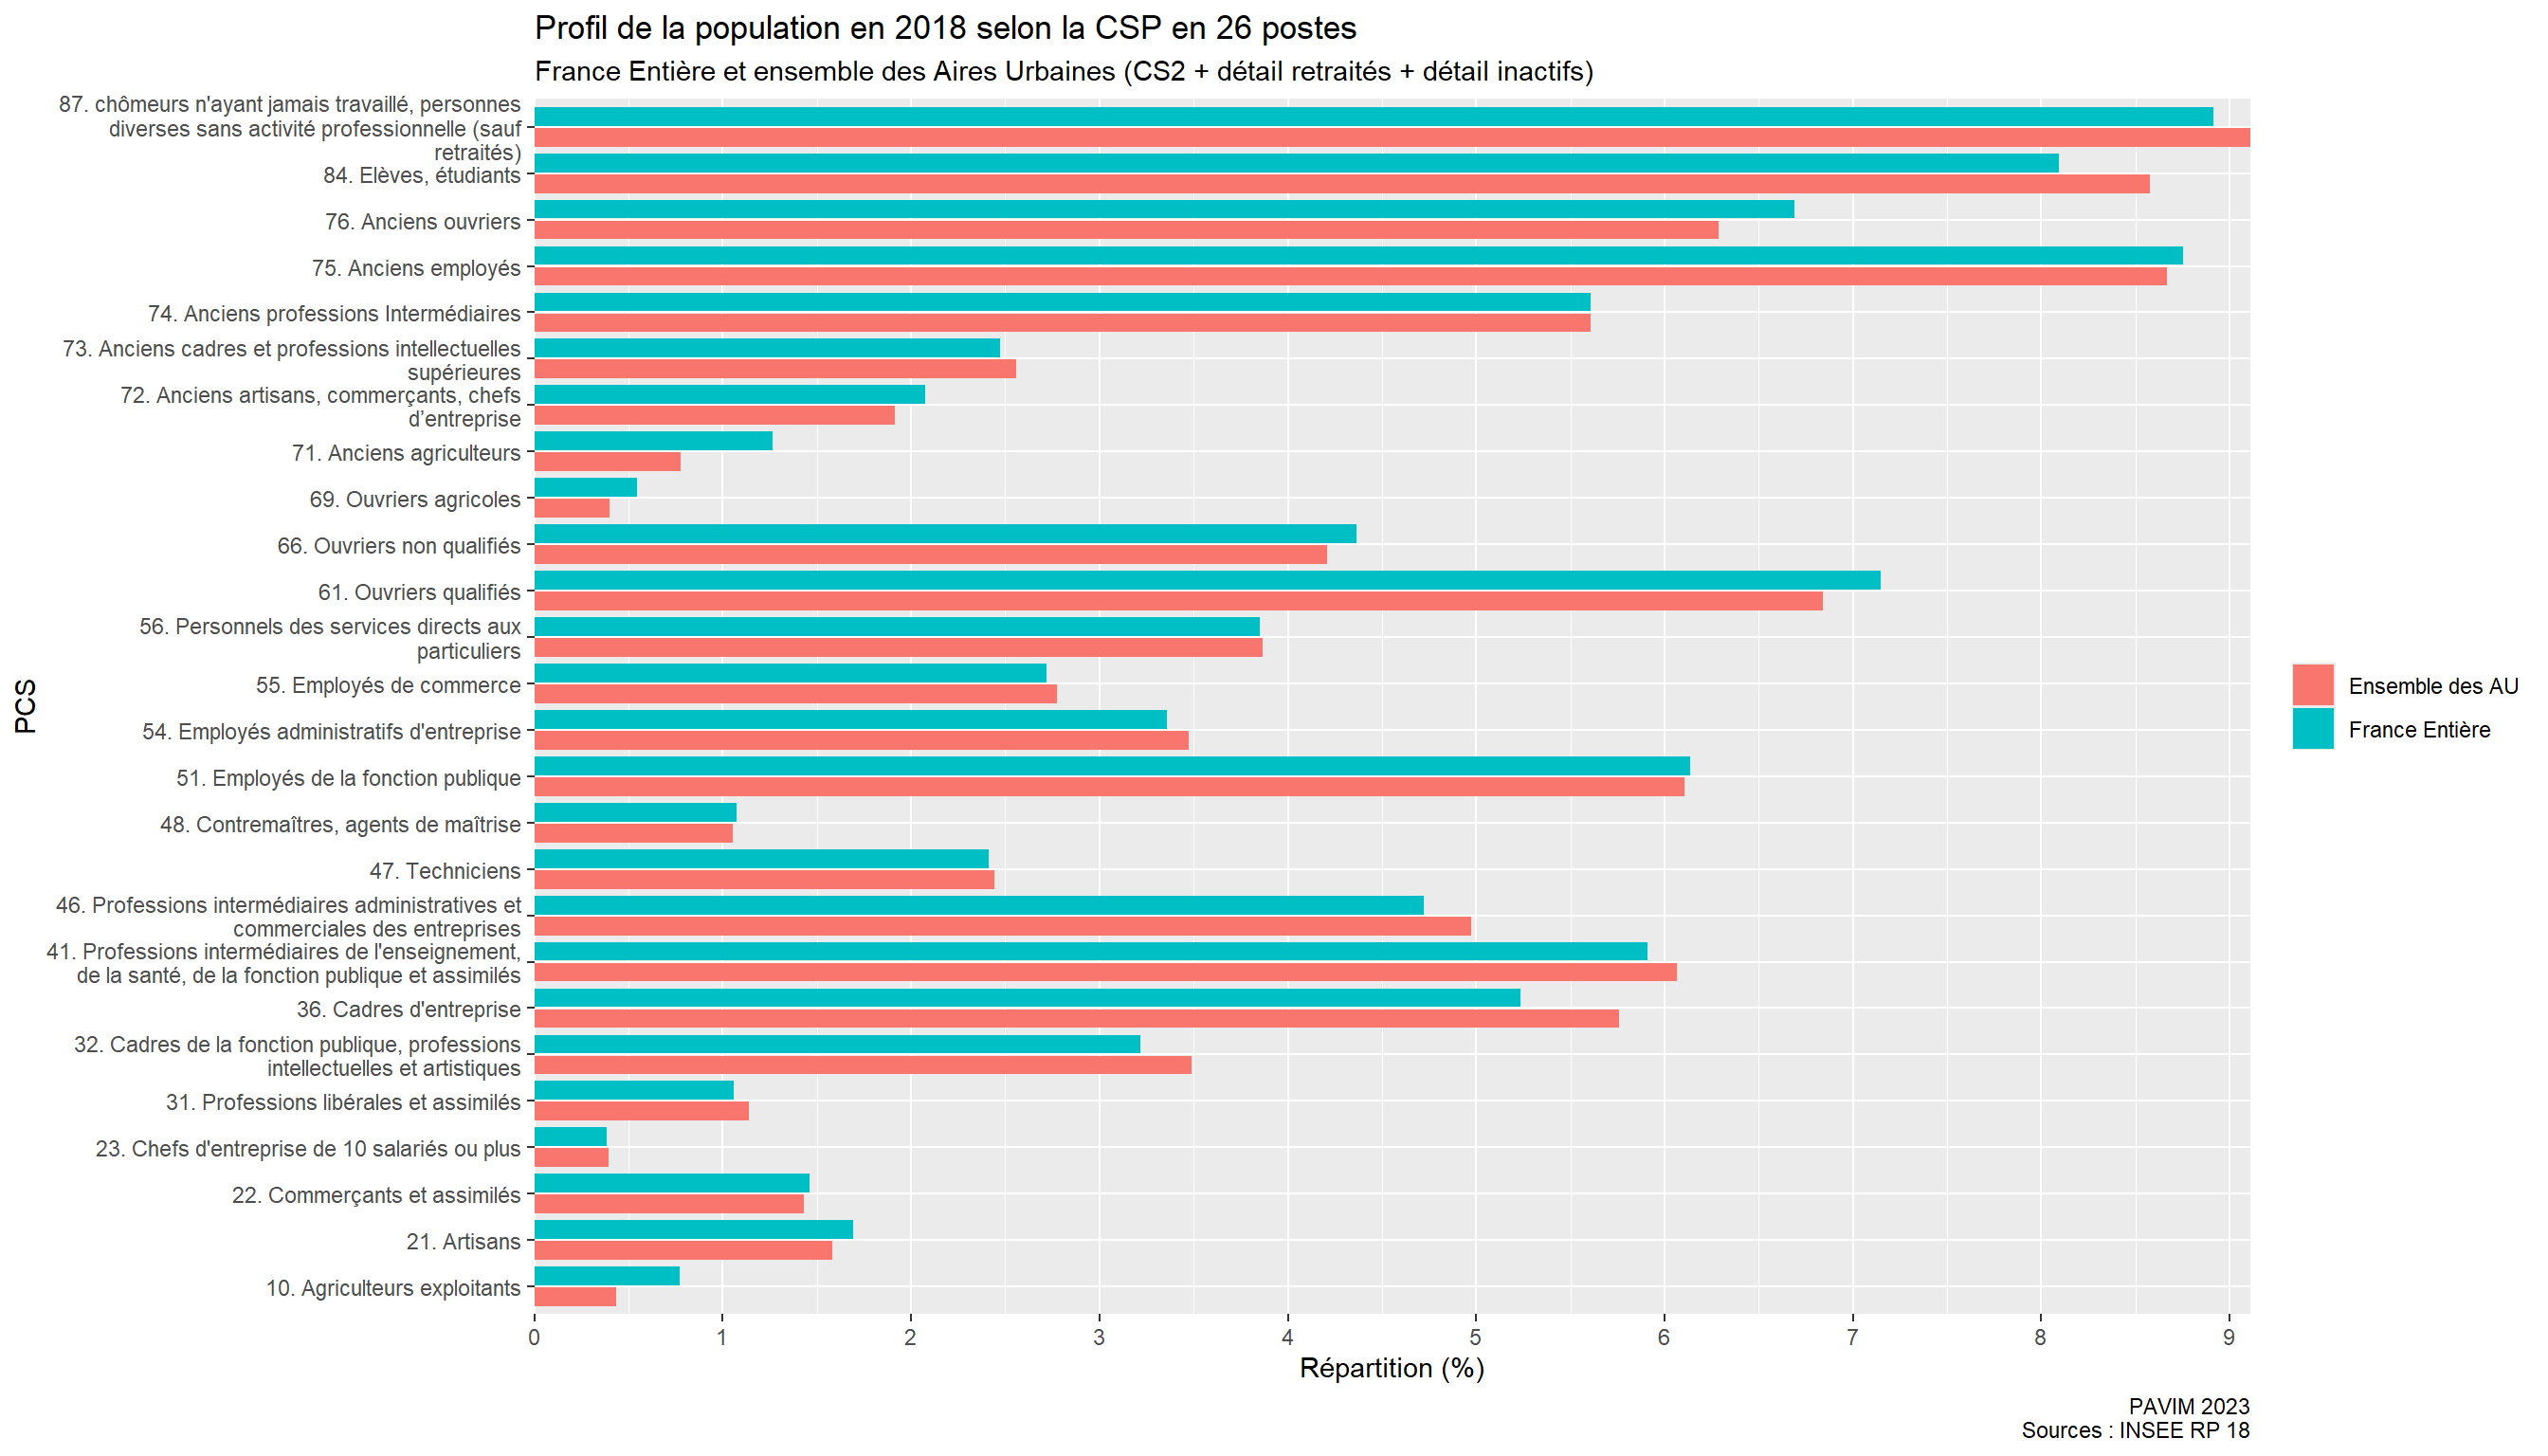 Profil de la population en 2018 selon la CSP en 26 postes
France Entière et ensemble des Aires Urbaines (CS2 + détail retraités + détail inactifs)
87. chômeurs n'ayant jamais travaillé, personnes
diverses sans activité professionnelle (sauf
retraités)
84. Elèves, étudiants
76. Anciens ouvriers
75. Anciens employés
74. Anciens professions Intermédiaires
73. Anciens cadres et professions intellectuelles
supérieures
72. Anciens artisans, commerçants, chefs
d’entreprise
71. Anciens agriculteurs
69. Ouvriers agricoles
66. Ouvriers non qualifiés
61. Ouvriers qualifiés
56. Personnels des services directs aux
particuliers
55. Employés de commerce
54. Employés administratifs d'entreprise
51. Employés de la fonction publique
48. Contremaîtres, agents de maîtrise
47. Techniciens
46. Professions intermédiaires administratives et
commerciales des entreprises
41. Professions intermédiaires de l'enseignement,
de la santé, de la fonction publique et assimilés
36. Cadres d'entreprise
32. Cadres de la fonction publique, professions
intellectuelles et artistiques
31. Professions libérales et assimilés
23. Chefs d'entreprise de 10 salariés ou plus
22. Commerçants et assimilés
21. Artisans
10. Agriculteurs exploitants
PCS
0 1 2 3 4 5 6 7 8 9
Répartition (%)
Ensemble des AU
France Entière
PAVIM 2023
Sources : INSEE RP 18